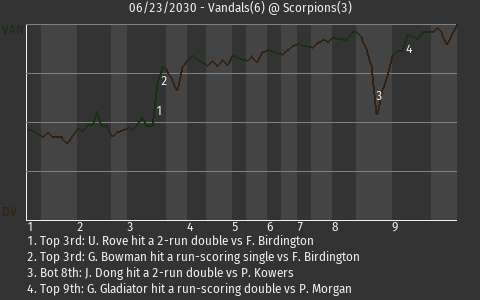 06/23/2030 - Vandals(6) @ Scorpions(3)
VAN
2
4
3
1
DV
1 2 3 4 5 6 7 8 9
1. Top 3rd: U. Rove hit a 2-run double vs F. Birdington
2. Top 3rd: G. Bowman hit a run-scoring single vs F. Birdington
3. Bot 8th: J. Dong hit a 2-run double vs P. Kowers
4. Top 9th: G. Gladiator hit a run-scoring double vs P. Morgan